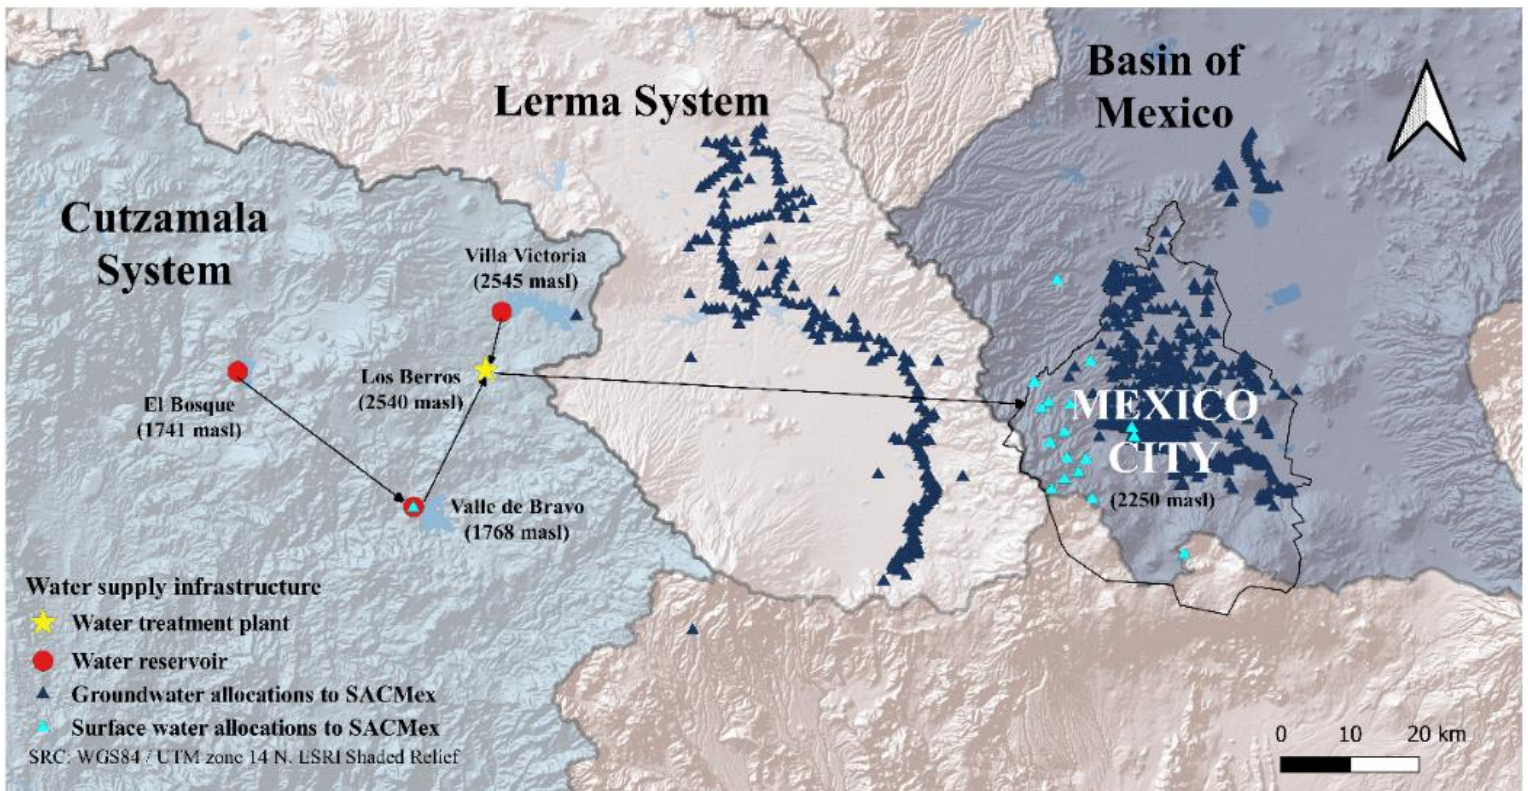 Basin of
Mexico
Lerma System
Cutzamala
System
Villa Victoria
(2545 masl)
Los Berros
(2540 masl)
El Bosque
(1741 masl)
MEXICO
CITY
(2250 masl)
Valle de Bravo
(1768 masl)
Water supply infrastructure
Water treatment plant
Water reservoir
Groundwater allocations to SACMex
Surface water allocations to SACMex
SRC: WGS84 / UTM zone 14 N. ESRI Shaded Relief
0 10 20 km